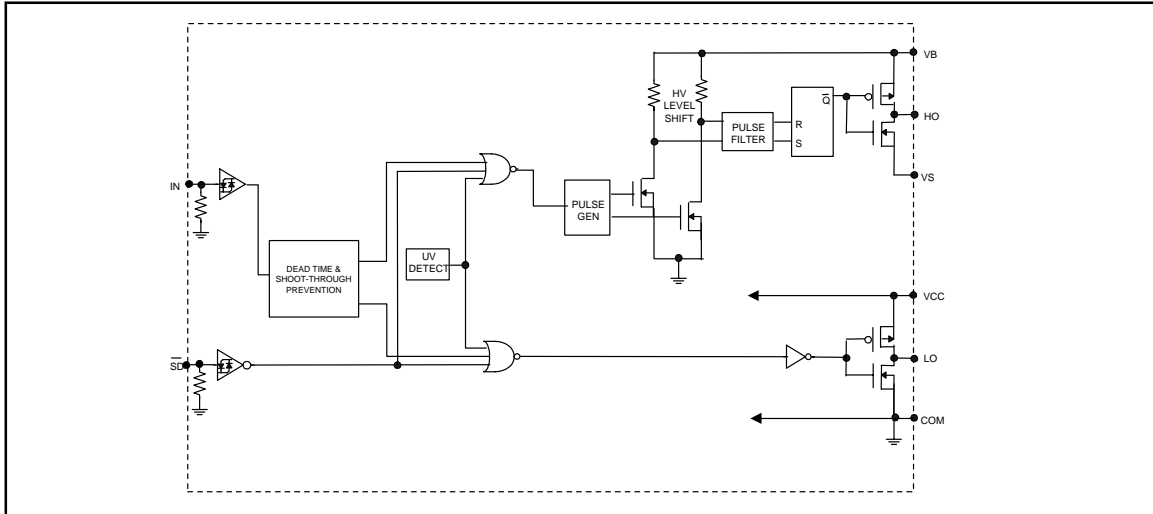 VB
HV
LEVEL
SHIFT
Q̅
PULSE
FILTER
R
S
HO
VS
IN
PULSE
GEN
DEAD TIME &
SHOOT-THROUGH
PREVENTION
UV
DETECT
VCC
S̅D̅
LO
COM